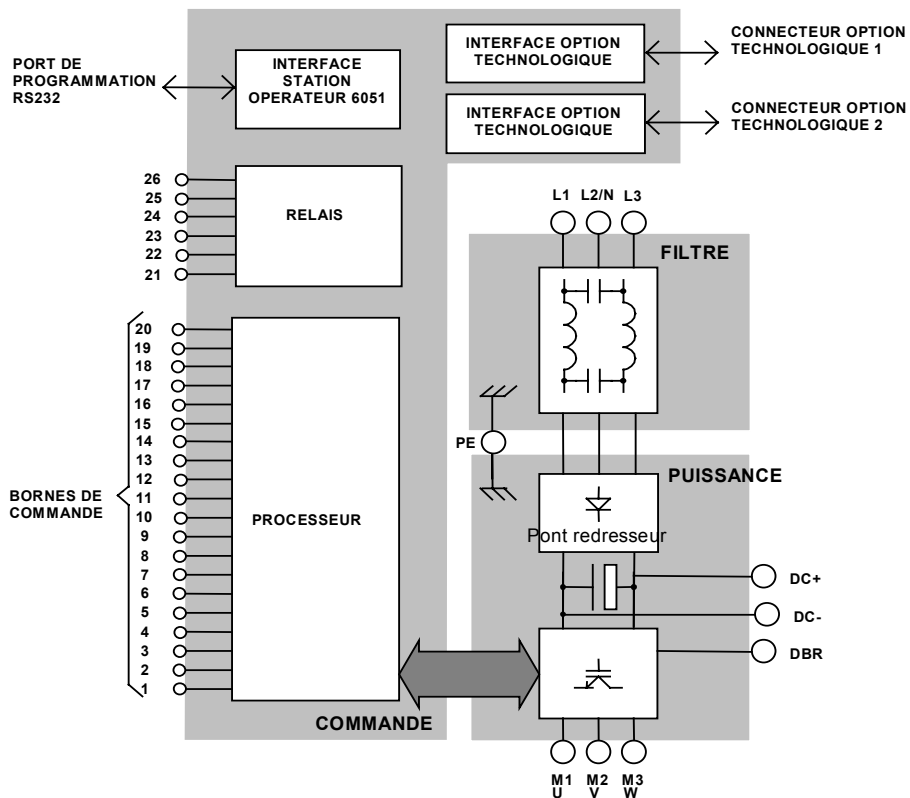 PORT DE
PROGRAMMATION
RS232
INTERFACE
STATION
OPERATEUR 6051
INTERFACE OPTION
TECHNOLOGIQUE
CONNECTEUR OPTION
TECHNOLOGIQUE 1
INTERFACE OPTION
TECHNOLOGIQUE
CONNECTEUR OPTION
TECHNOLOGIQUE 2
26
25
24
23
22
21
RELAIS
L1 L2/N L3
FILTRE
BORNES DE
COMMANDE
20
19
18
17
16
15
14
13
12
11
10
9
8
7
6
5
4
3
2
1
PROCESSEUR
COMMANDE
PE
PUISSANCE
Pont redresseur
DC+
DC-
DBR
M1 M2 M3
U V W